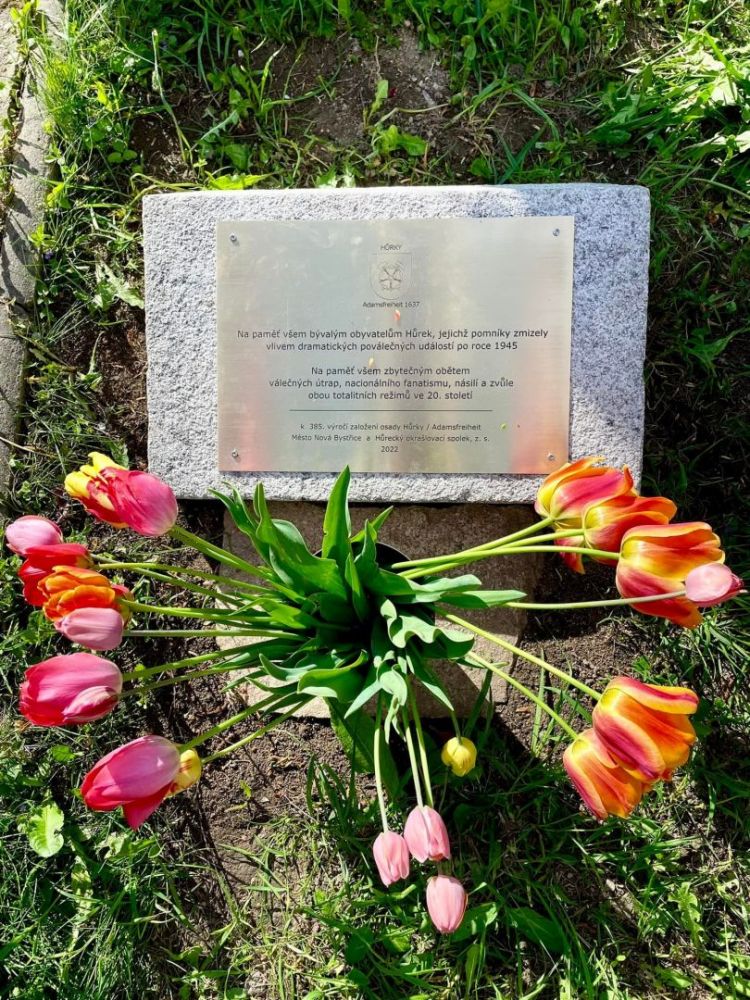 HŮRKY
Adamsfreiheit 1637
Na paměť všem bývalým obyvatelům Hůrek, jejichž pomníky zmizely
vlivem dramatických poválečných událostí po roce 1945
Na paměť všem zbytečným obětem
válečných útrap, nacionálního fanatismu, násilí a zvůle
obou totalitních režimů ve 20. století
k 385. výročí založení osady Hůrky / Adamsfreiheit
Město Nová Bystřice a Hůrecký okrašlovací spolek, z. s.
2022